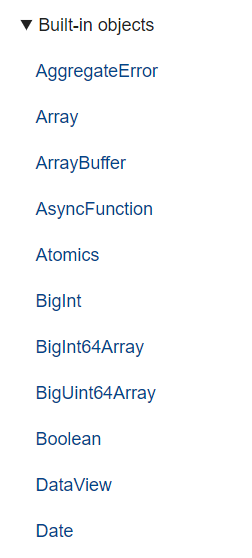 Built-in objects
AggregateError
Array
ArrayBuffer
AsyncFunction
Atomics
BigInt
BigInt64Array
BigUint64Array
Boolean
DataView
Date